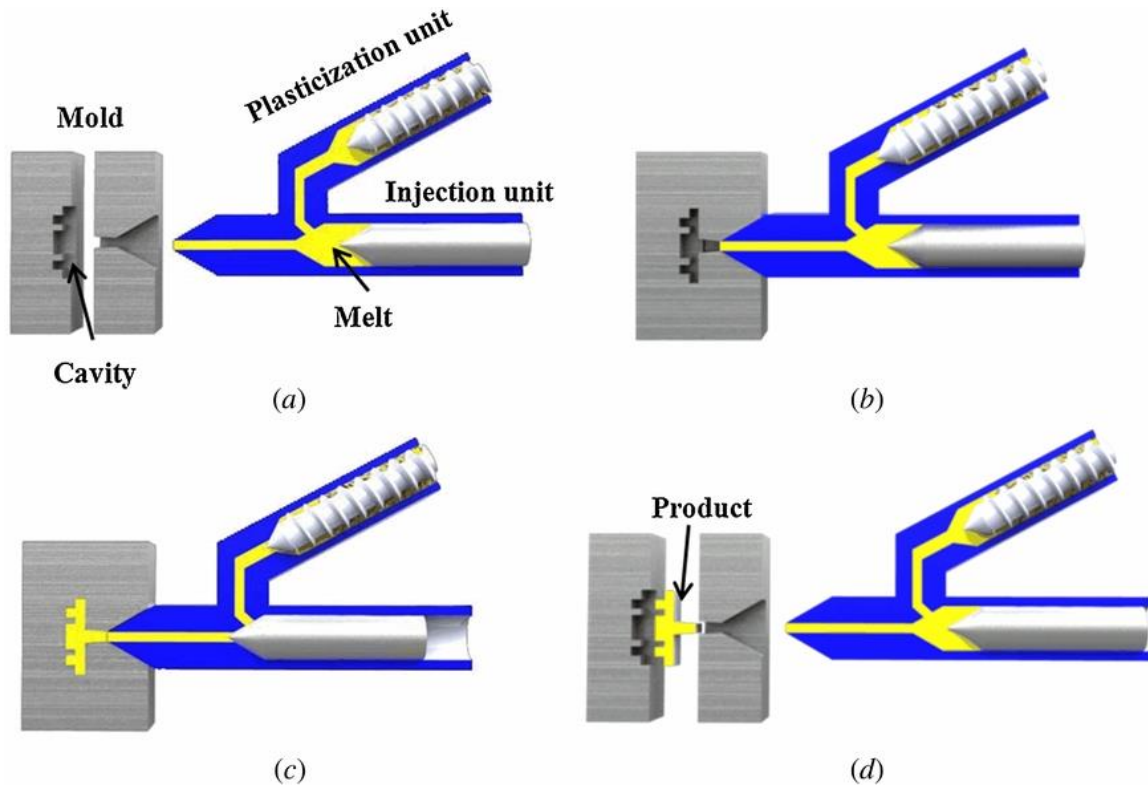 Plasticization unit
Mold
Injection unit
Melt
Cavity
(a)
(b)
Product
(c)
(d)